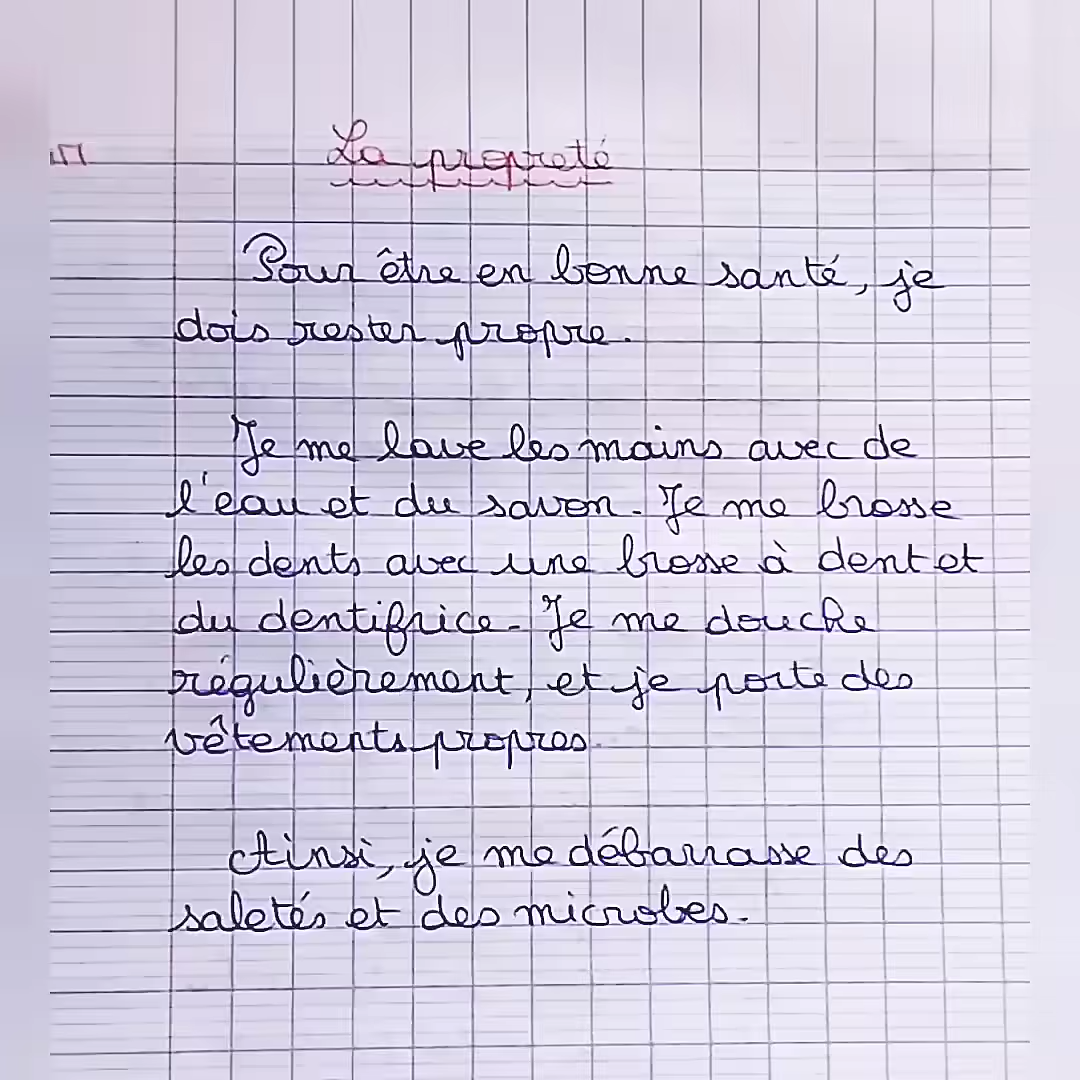 La propreté
Pour être en bonne santé, je
dois rester propre.
Je me lave les mains avec de
l'eau et du savon. Je me brosse
les dents avec une brosse à dent et
du dentifrice. Je me douche
régulièrement, et je porte des
vêtements propres.
Ainsi, je me débarrasse des
saletés et des microbes.